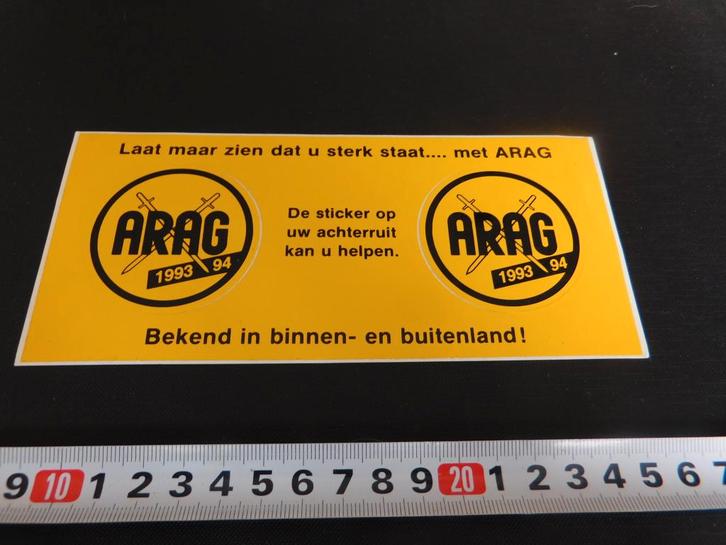 Laat maar zien dat u sterk staat.... met ARAG
ARAG
1993 94
De sticker op
uw achterruit
kan u helpen.
ARAG
1993 94
Bekend in binnen- en buitenland!
9 10 1 2 3 4 5 6 7 8 9 20 1 2 3 4 5 6 7